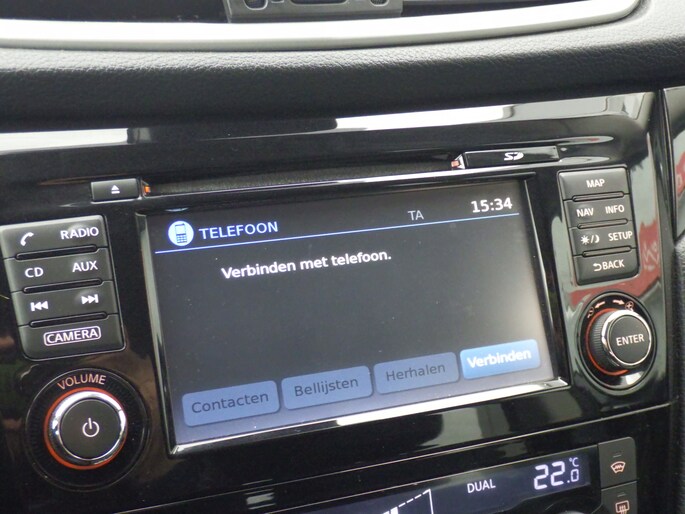 SD
MAP
NAV INFO
SETUP
BACK
ENTER
RADIO
CD AUX
CAMERA
VOLUME
TELEFOON
TA
15:34
Verbinden met telefoon.
Contacten
Bellijsten
Herhalen
Verbinden
DUAL
22.0 °C